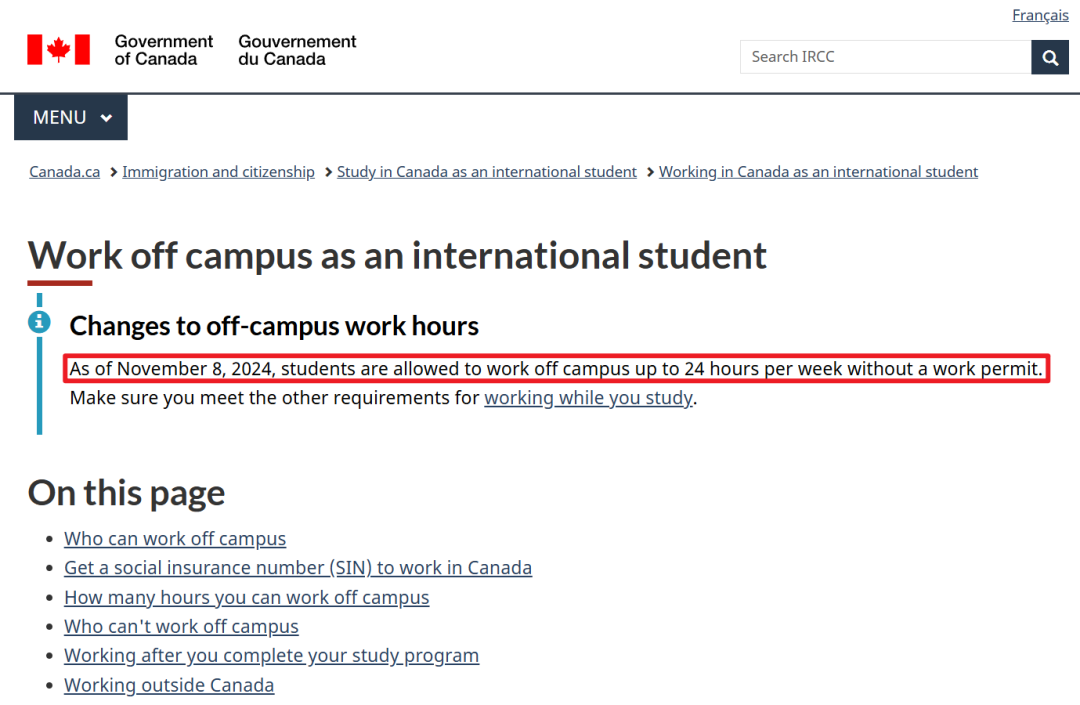 Français
Government of Canada
Gouvernement du Canada
Search IRCC
MENU
Canada.ca > Immigration and citizenship > Study in Canada as an international student > Working in Canada as an international student
Work off campus as an international student
Changes to off-campus work hours
As of November 8, 2024, students are allowed to work off campus up to 24 hours per week without a work permit.
Make sure you meet the other requirements for working while you study.
On this page
• Who can work off campus
• Get a social insurance number (SIN) to work in Canada
• How many hours you can work off campus
• Who can't work off campus
• Working after you complete your study program
• Working outside Canada